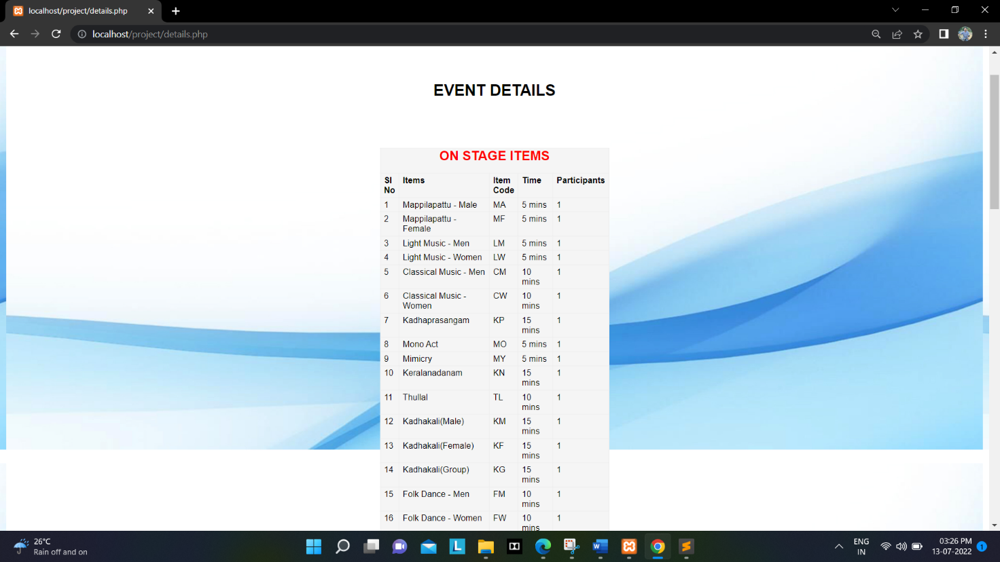 localhost/project/details.php
localhost/project/details.php
EVENT DETAILS
ON STAGE ITEMS
Sl No Items Item Code Time Participants
1 Mappilapattu - Male MA 5 mins 1
2 Mappilapattu - Female MF 5 mins 1
3 Light Music - Men LM 5 mins 1
4 Light Music - Women LW 5 mins 1
5 Classical Music - Men CM 10 mins 1
6 Classical Music - Women CW 10 mins 1
7 Kadhaprasangam KP 15 mins 1
8 Mono Act MO 5 mins 1
9 Mimicry MY 5 mins 1
10 Keralanadanam KN 15 mins 1
11 Thullal TL 10 mins 1
12 Kadhakali(Male) KM 15 mins 1
13 Kadhakali(Female) KF 15 mins 1
14 Kadhakali(Group) KG 15 mins 1
15 Folk Dance - Men FM 10 mins 1
16 Folk Dance - Women FW 10 mins 1
26°C
Rain off and on
ENG
IN
03:26 PM
13-07-2022
1